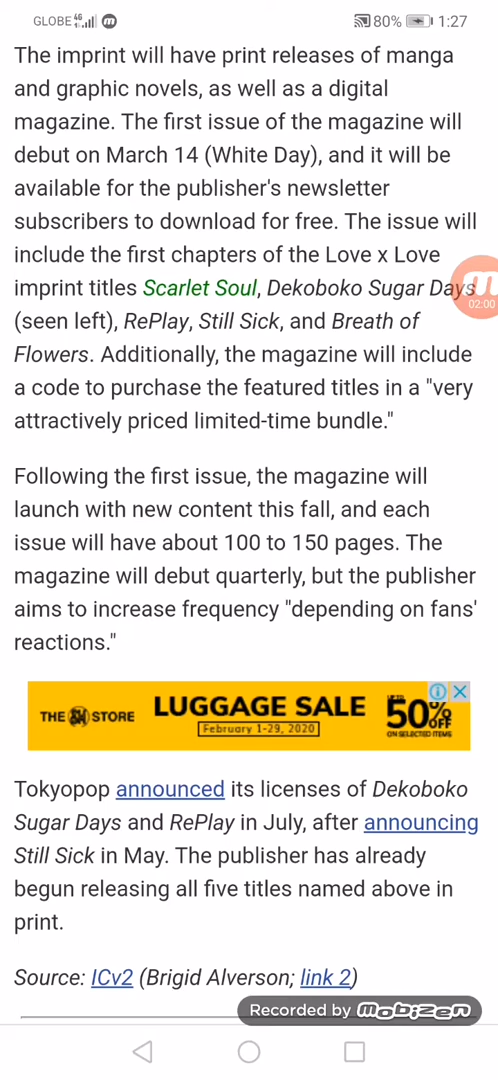 GLOBE 46 80% 1:27
The imprint will have print releases of manga
and graphic novels, as well as a digital
magazine. The first issue of the magazine will
debut on March 14 (White Day), and it will be
available for the publisher's newsletter
subscribers to download for free. The issue will
include the first chapters of the Love x Love
imprint titles Scarlet Soul, Dekoboko Sugar Days
02:00
(seen left), RePlay, Still Sick, and Breath of
Flowers. Additionally, the magazine will include
a code to purchase the featured titles in a "very
attractively priced limited-time bundle."
Following the first issue, the magazine will
launch with new content this fall, and each
issue will have about 100 to 150 pages. The
magazine will debut quarterly, but the publisher
aims to increase frequency "depending on fans'
reactions."
THE SM STORE LUGGAGE SALE UP TO 50% OFF
February 1-29, 2020 ON SELECTED ITEMS
Tokyopop announced its licenses of Dekoboko
Sugar Days and RePlay in July, after announcing
Still Sick in May. The publisher has already
begun releasing all five titles named above in
print.
Source: ICv2 (Brigid Alverson; link 2)
Recorded by mobizen